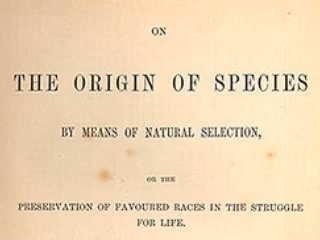 ON
THE ORIGIN OF SPECIES
BY MEANS OF NATURAL SELECTION,
OR THE
PRESERVATION OF FAVOURED RACES IN THE STRUGGLE
FOR LIFE.